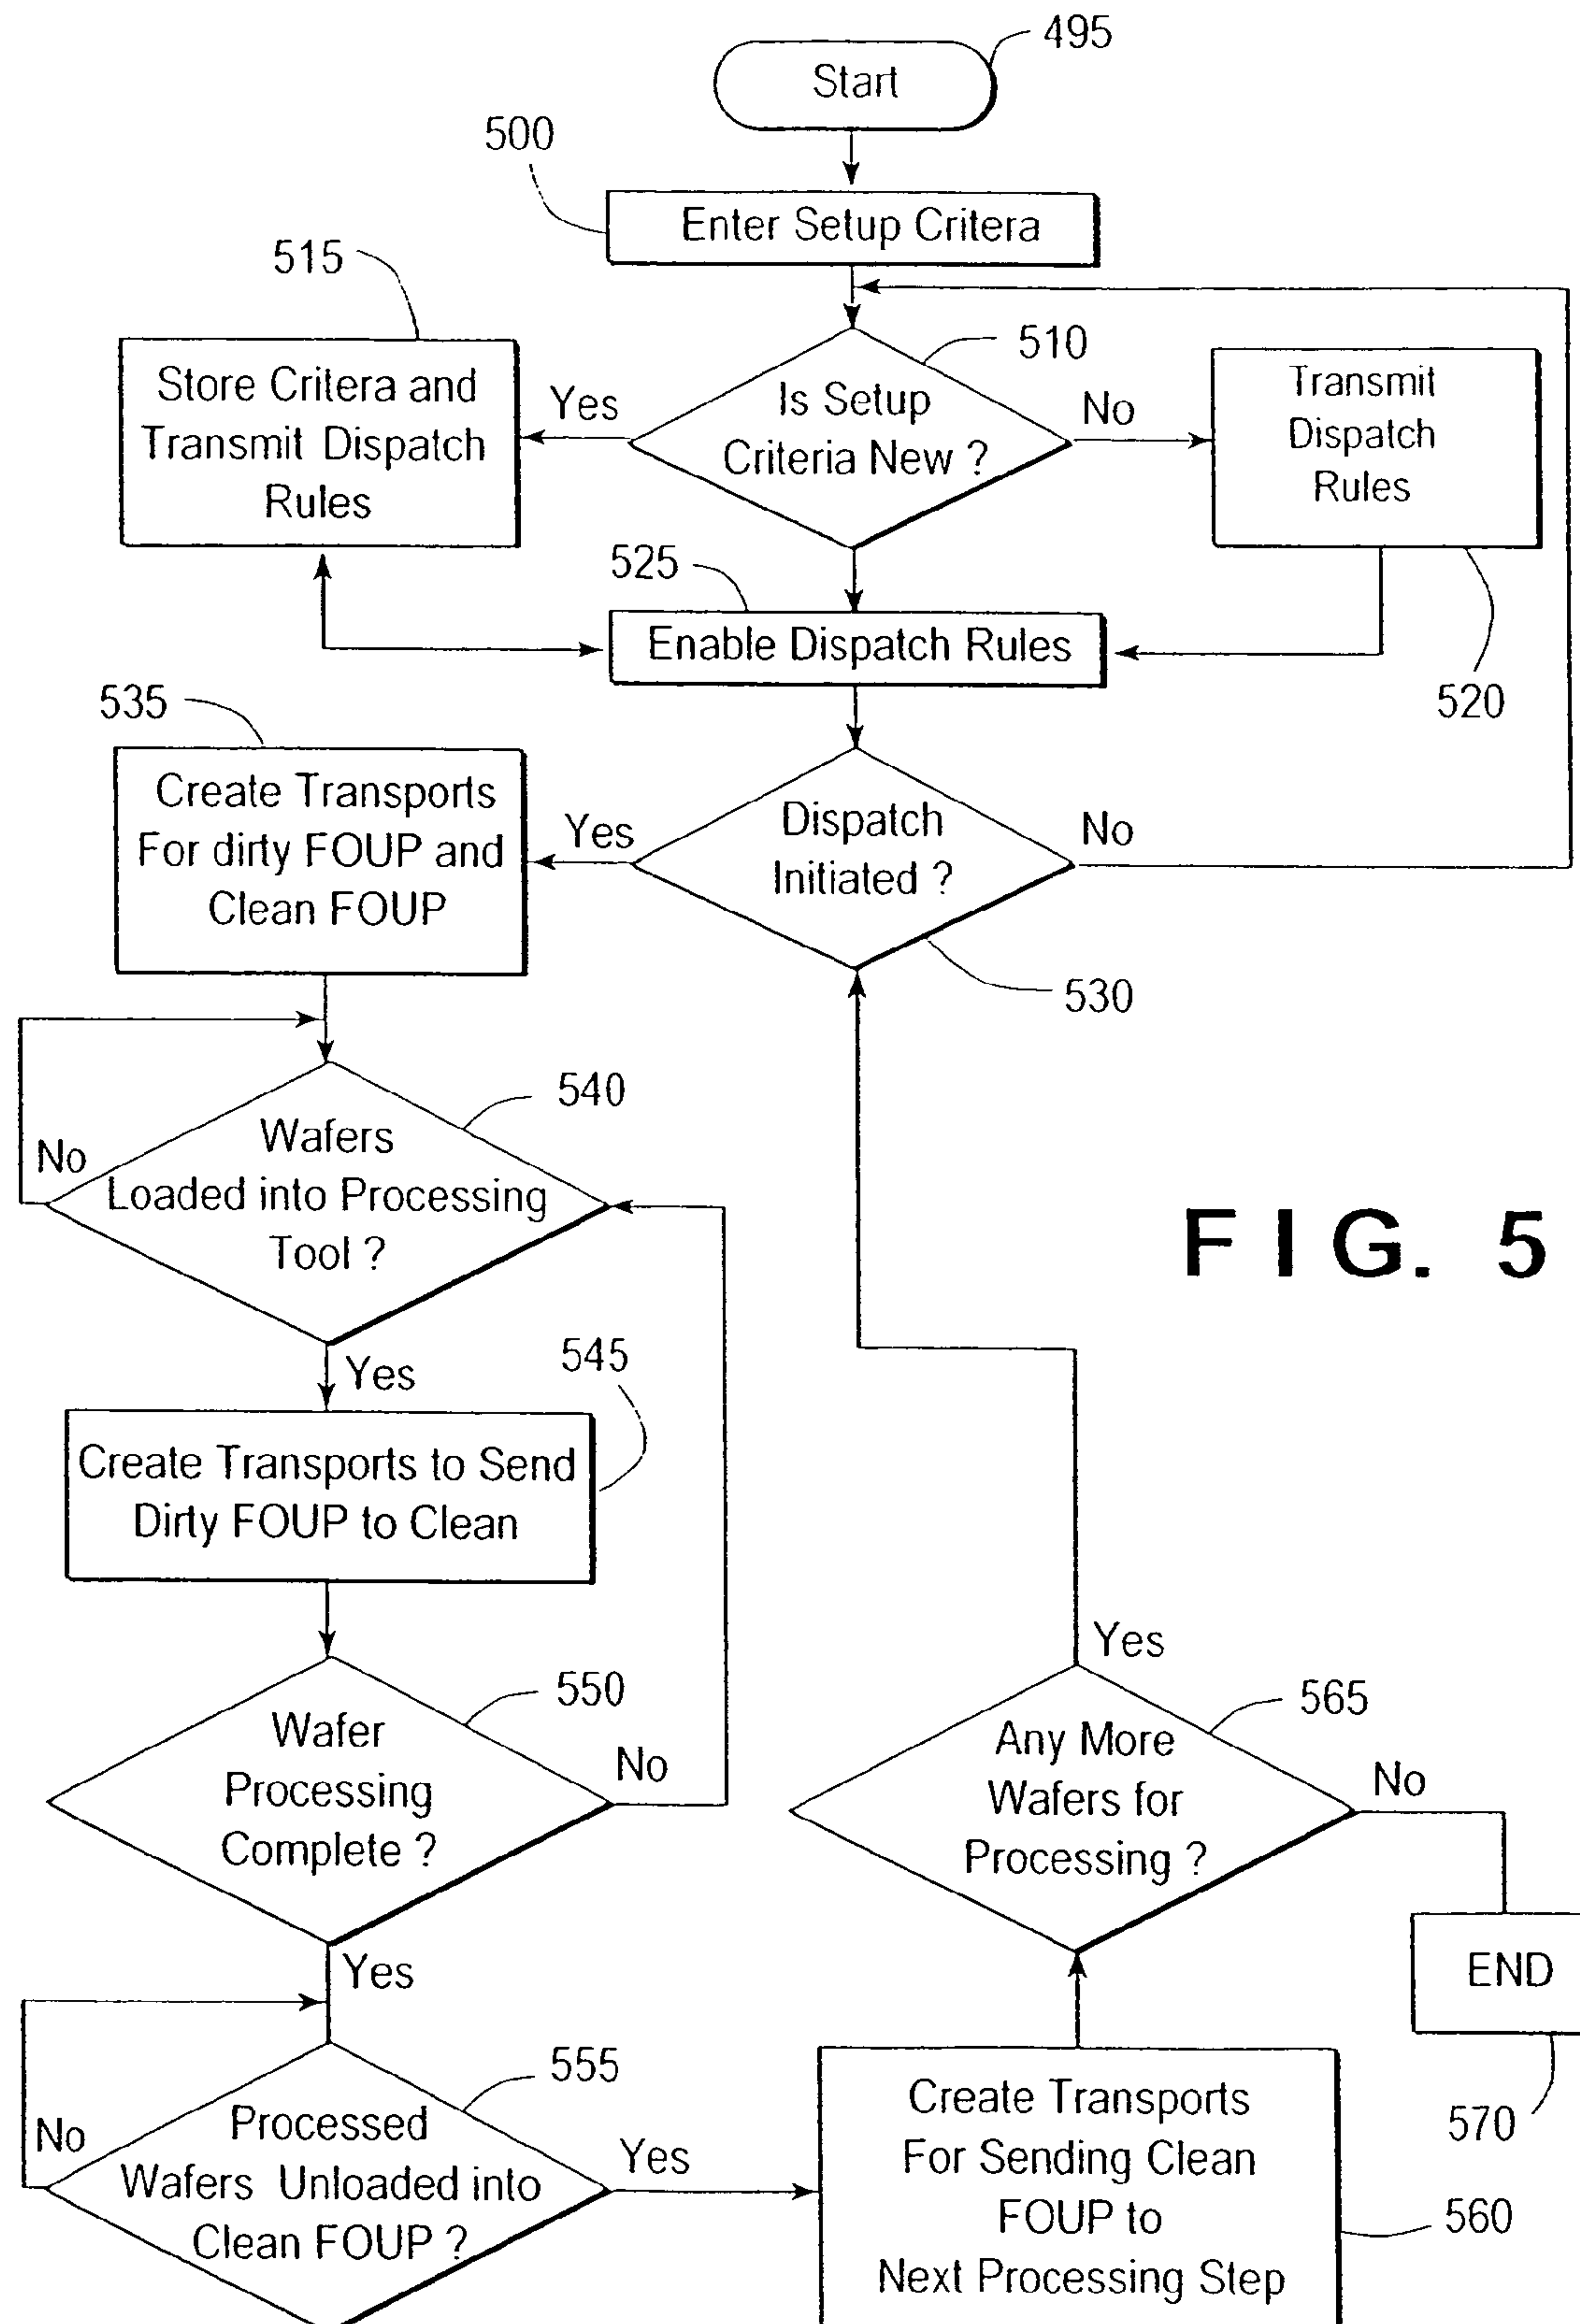 495
Start
500
Enter Setup Critera
515
510
Store Critera and
Transmit Dispatch
Rules
Yes
Is Setup
Criteria New ?
No
Transmit
Dispatch
Rules
525
Enable Dispatch Rules
520
535
Create Transports
For dirty FOUP and
Clean FOUP
Yes
Dispatch
Initiated ?
No
530
540
No
Wafers
Loaded into Processing
Tool ?
FIG. 5
Yes
545
Create Transports to Send
Dirty FOUP to Clean
550
Wafer
Processing
Complete ?
No
Yes
565
Any More
Wafers for
Processing ?
No
Yes
END
570
555
No
Processed
Wafers Unloaded into
Clean FOUP ?
Yes
Create Transports
For Sending Clean
FOUP to
Next Processing Step
560